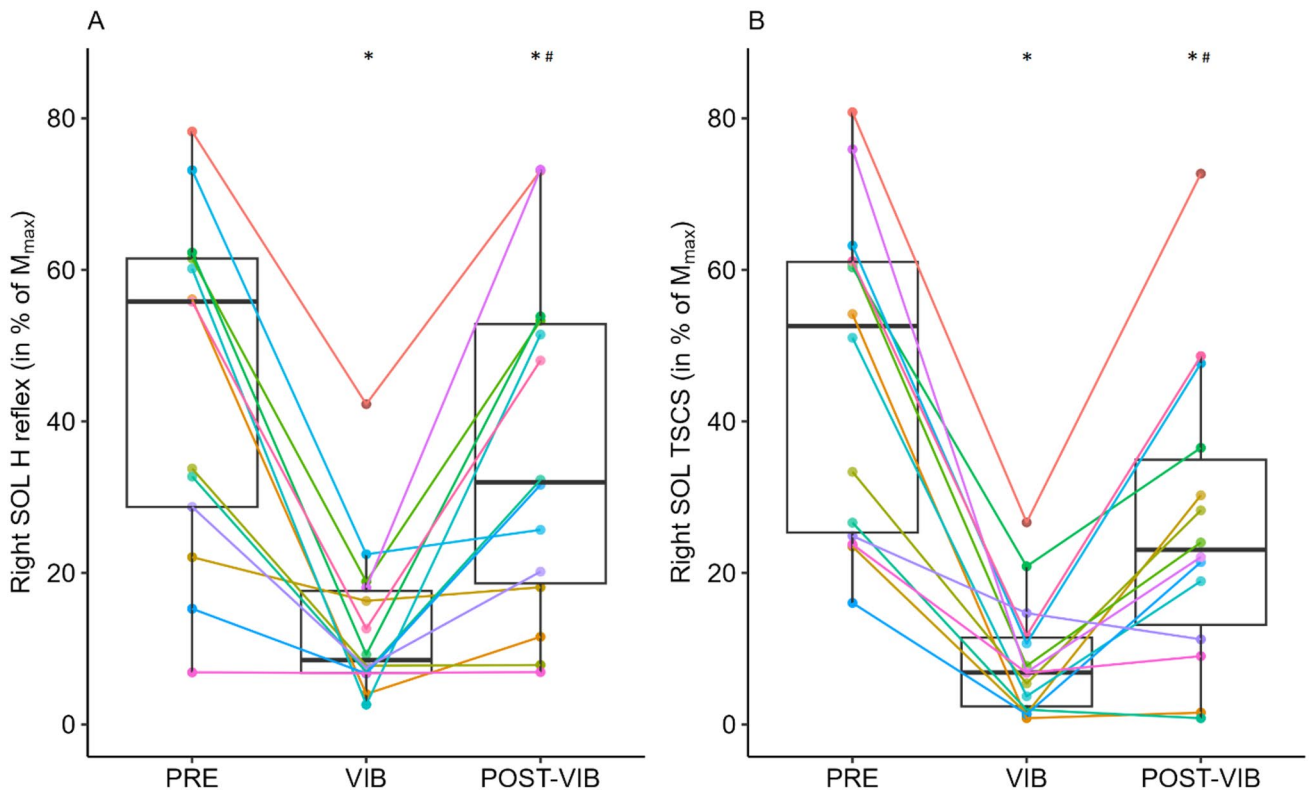 A
Right SOL H reflex (in % of Mmax)
80
60
40
20
0
* * #
PRE VIB POST-VIB
B
Right SOL TSCS (in % of Mmax)
80
60
40
20
0
* * #
PRE VIB POST-VIB